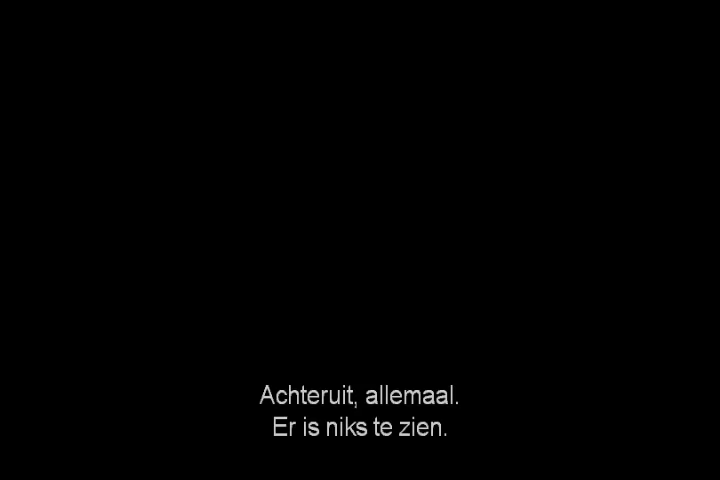 Achteruit, allemaal.
Er is niks te zien.